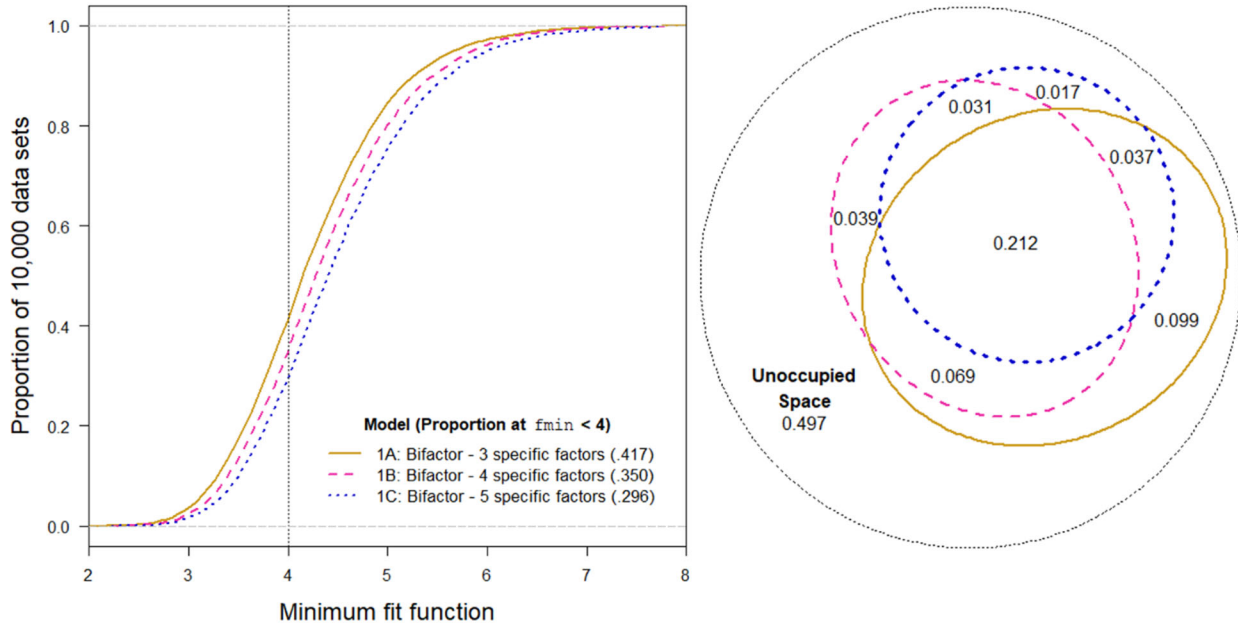 Proportion of 10,000 data sets
1.0
0.8
0.6
0.4
0.2
0.0
Model (Proportion at fmin < 4)
1A: Bifactor - 3 specific factors (.417)
1B: Bifactor - 4 specific factors (.350)
1C: Bifactor - 5 specific factors (.296)
2 3 4 5 6 7 8
Minimum fit function
0.017
0.031
0.037
0.039
0.212
0.099
0.069
Unoccupied
Space
0.497